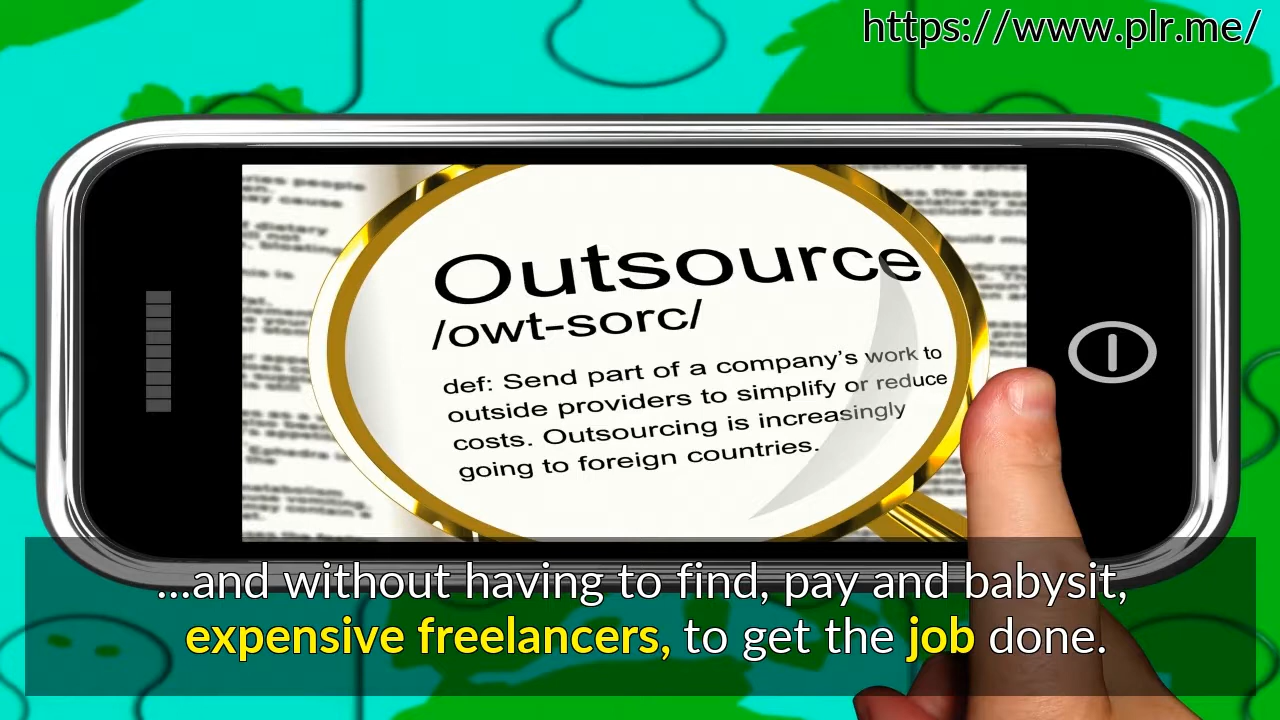 https://www.plr.me/
Outsource
/owt-sorc/
def: Send part of a company's work to
outside providers to simplify or reduce
costs. Outsourcing is increasingly
going to foreign countries.
...and without having to find, pay and babysit,
expensive freelancers, to get the job done.